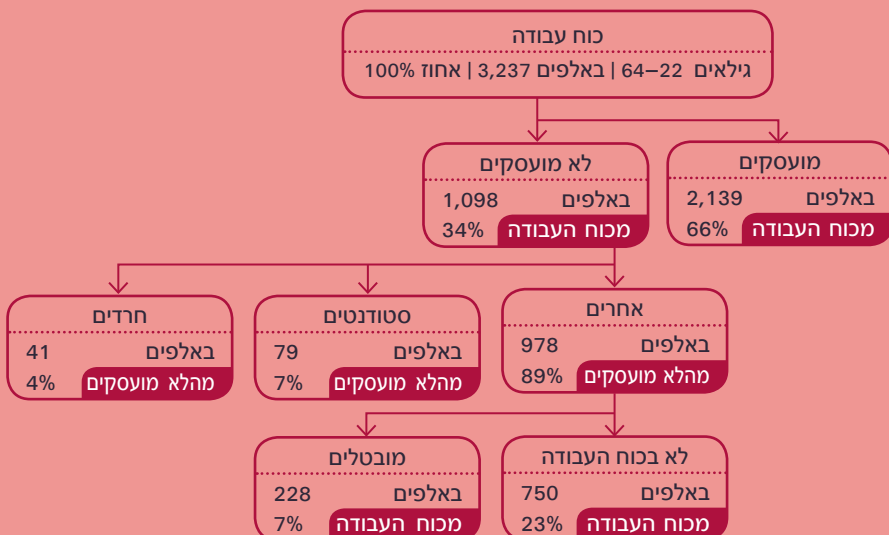 כוח עבודה
גילאים 22–64 | באלפים 3,237 | אחוז 100%
מועסקים
באלפים 2,139
מכוח העבודה 66%
לא מועסקים
באלפים 1,098
מכוח העבודה 34%
אחרים
באלפים 978
מהלא מועסקים 89%
סטודנטים
באלפים 79
מהלא מועסקים 7%
חרדים
באלפים 41
מהלא מועסקים 4%
לא בכוח העבודה
באלפים 750
מכוח העבודה 23%
מובטלים
באלפים 228
מכוח העבודה 7%